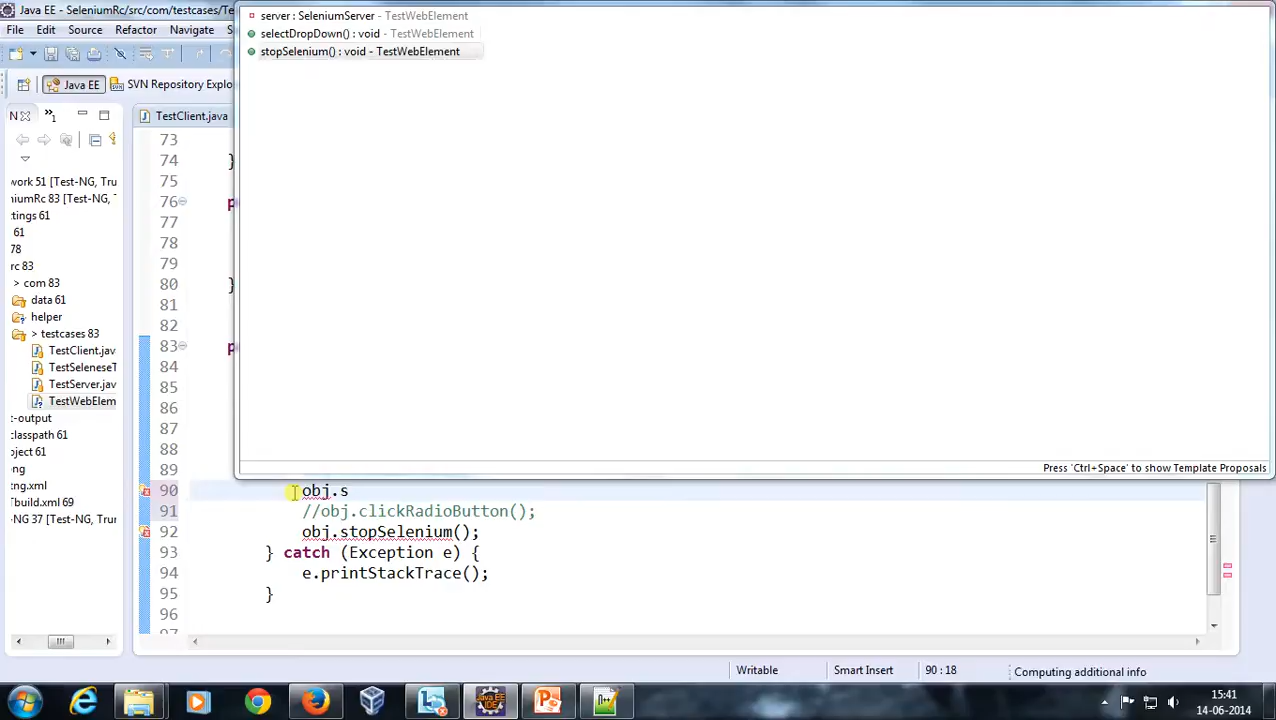 Java EE - SeleniumRc/src/com/testcases/Te
File Edit Source Refactor Navigate
Java EE SVN Repository Explo
server : SeleniumServer - TestWebElement
selectDropDown() : void - TestWebElement
stopSelenium() : void - TestWebElement
Press 'Ctrl+Space' to show Template Proposals
N 1
work 51 [Test-NG, Tru
niumRc 83 [Test-NG, T
ttings 61
61
78
rc 83
> com 83
data 61
helper
> testcases 83
TestClient.jav
TestSeleneseT
TestServer.jav
TestWebElem
t-output
classpath 61
oject 61
ng
ng.xml
fbuild.xml 69
-NG 37 [Test-NG, Tru
TestClient.java
73
74 }
75
76 p
77
78
79
80 }
81
82
83 p
84
85
86
87
88
89
90 obj.s
91 //obj.clickRadioButton();
92 obj.stopSelenium();
93 } catch (Exception e) {
94 e.printStackTrace();
95 }
96
97
Writable Smart Insert 90 : 18 Computing additional info
15:41
14-06-2014